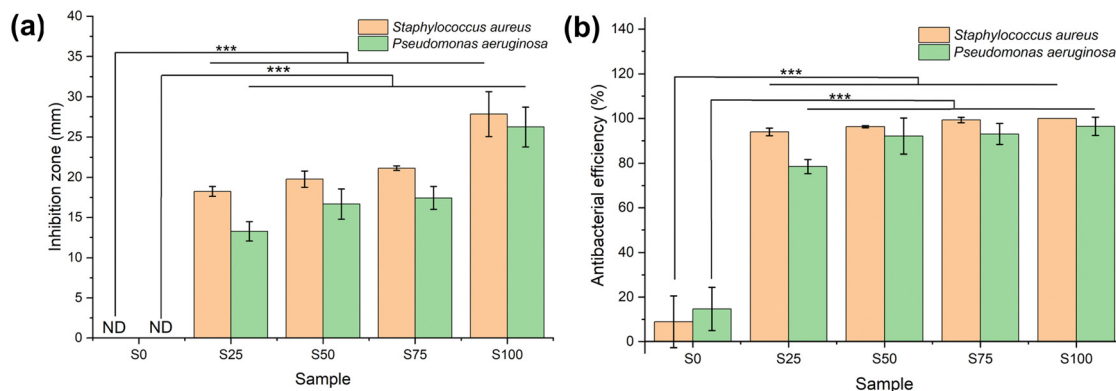 (a)
Inhibition zone (mm)
40
35
30
25
20
15
10
5
0
Staphylococcus aureus
Pseudomonas aeruginosa
***
***
ND ND
S0 S25 S50 S75 S100
Sample
(b)
Antibacterial efficiency (%)
140
120
100
80
60
40
20
0
Staphylococcus aureus
Pseudomonas aeruginosa
***
***
S0 S25 S50 S75 S100
Sample